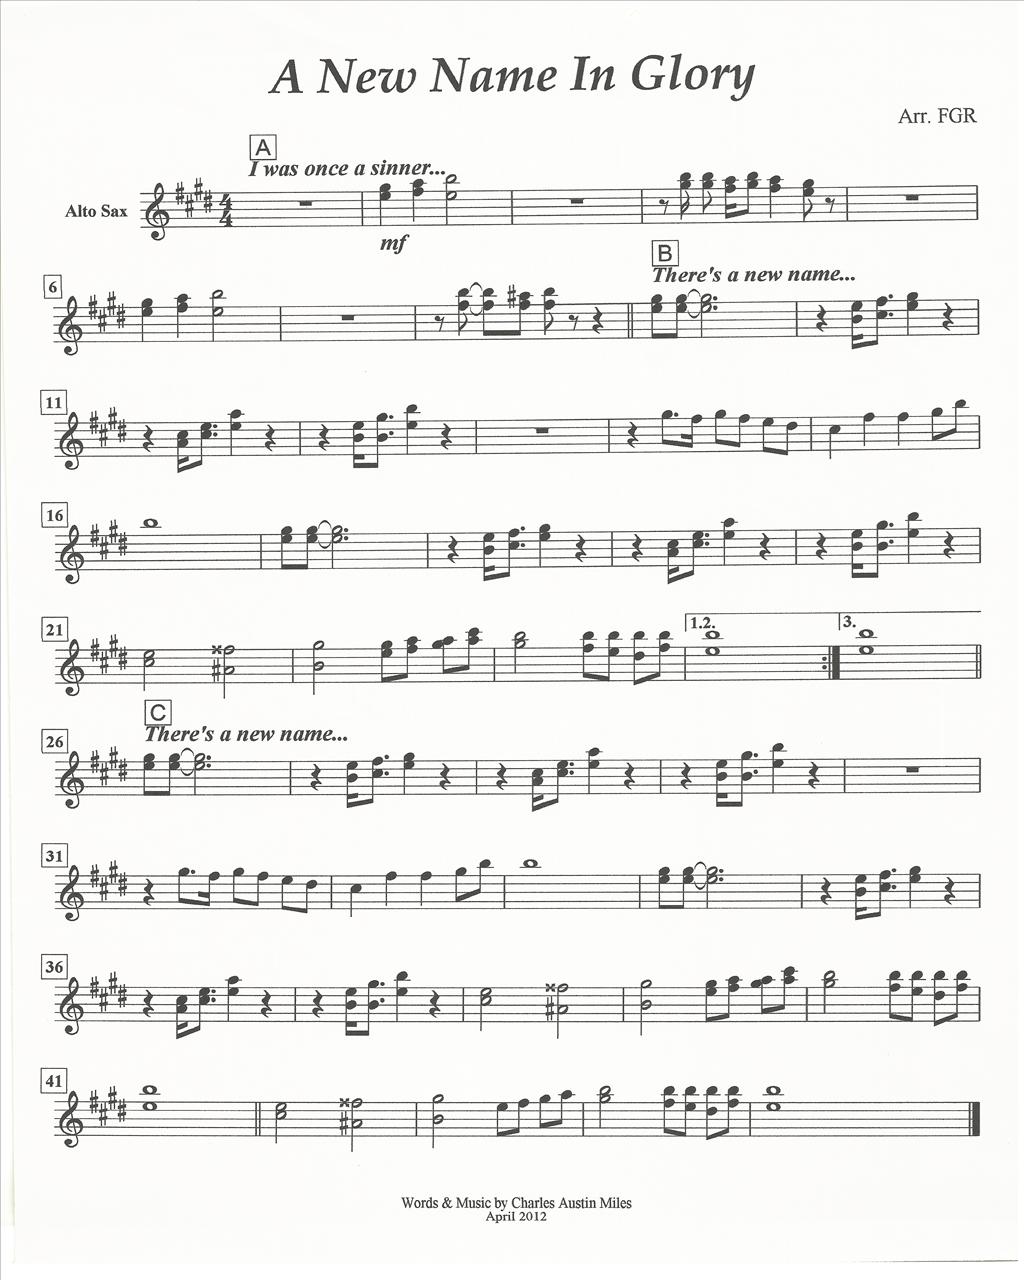 A New Name In Glory
Arr. FGR
A
I was once a sinner...
Alto Sax
mf
B
There's a new name...
6
11
16
21
1.2.
3.
C
There's a new name...
26
31
36
41
Words & Music by Charles Austin Miles
April 2012